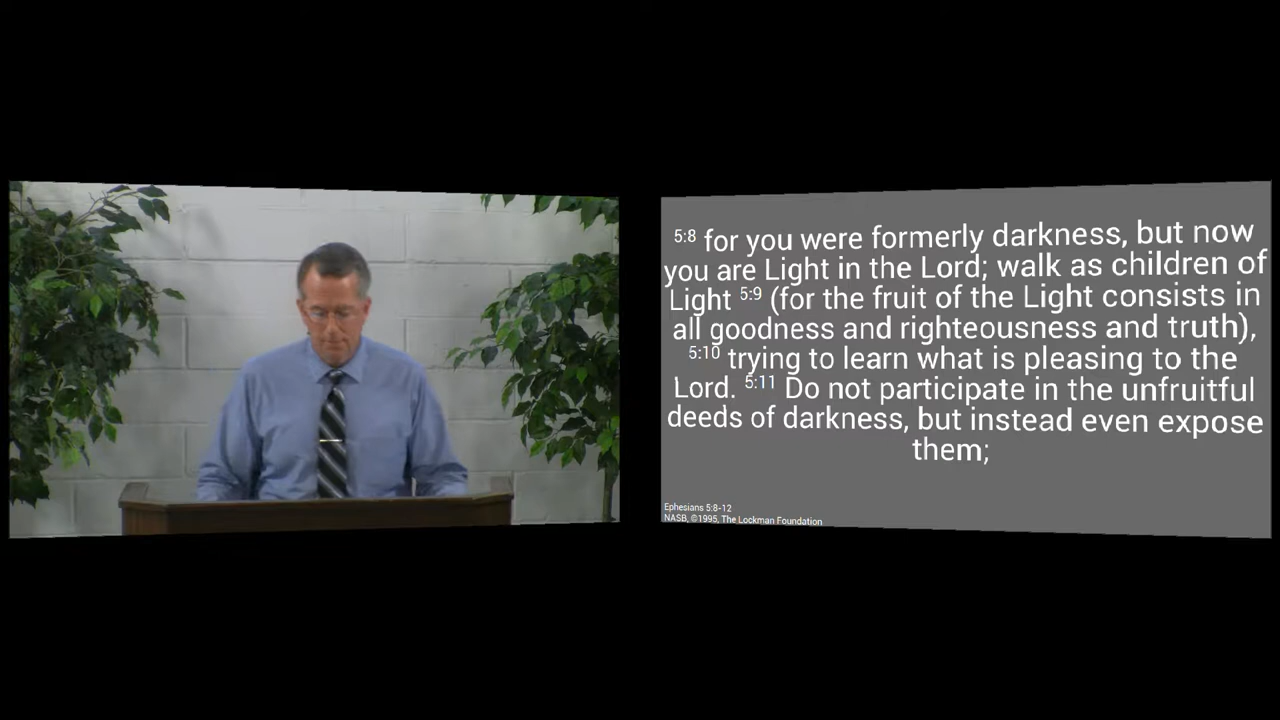 5:8 for you were formerly darkness, but now
you are Light in the Lord; walk as children of
Light 5:9 (for the fruit of the Light consists in
all goodness and righteousness and truth),
5:10 trying to learn what is pleasing to the
Lord. 5:11 Do not participate in the unfruitful
deeds of darkness, but instead even expose
them;
Ephesians 5:8-12
NASB, ©1995, The Lockman Foundation